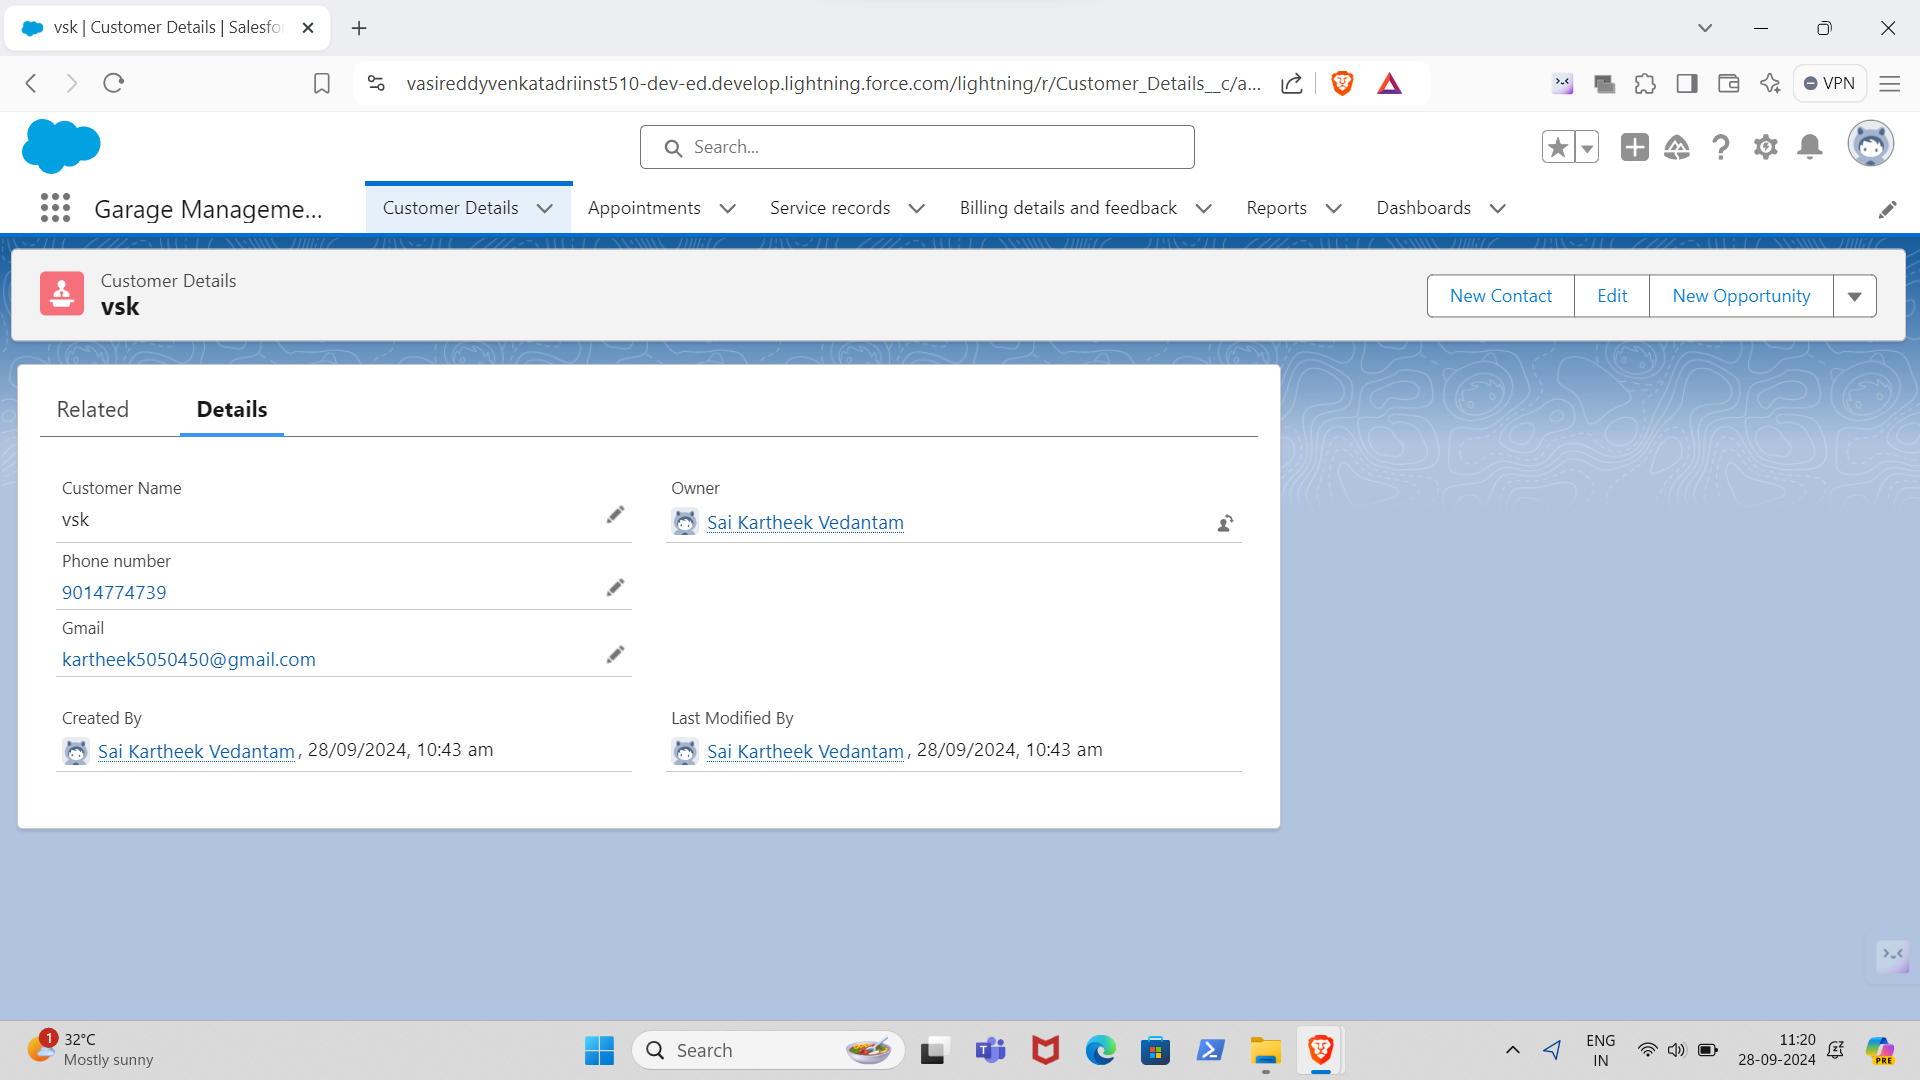 vsk | Customer Details | Salesfo
vasireddyvenkatadriinst510-dev-ed.develop.lightning.force.com/lightning/r/Customer_Details__c/a...
VPN
Search...
Garage Manageme...
Customer Details
Appointments
Service records
Billing details and feedback
Reports
Dashboards
Customer Details
vsk
New Contact
Edit
New Opportunity
Related
Details
Customer Name
vsk
Owner
Sai Kartheek Vedantam
Phone number
9014774739
Gmail
kartheek5050450@gmail.com
Created By
Sai Kartheek Vedantam, 28/09/2024, 10:43 am
Last Modified By
Sai Kartheek Vedantam, 28/09/2024, 10:43 am
1
32°C
Mostly sunny
Search
ENG
IN
11:20
28-09-2024
PRE